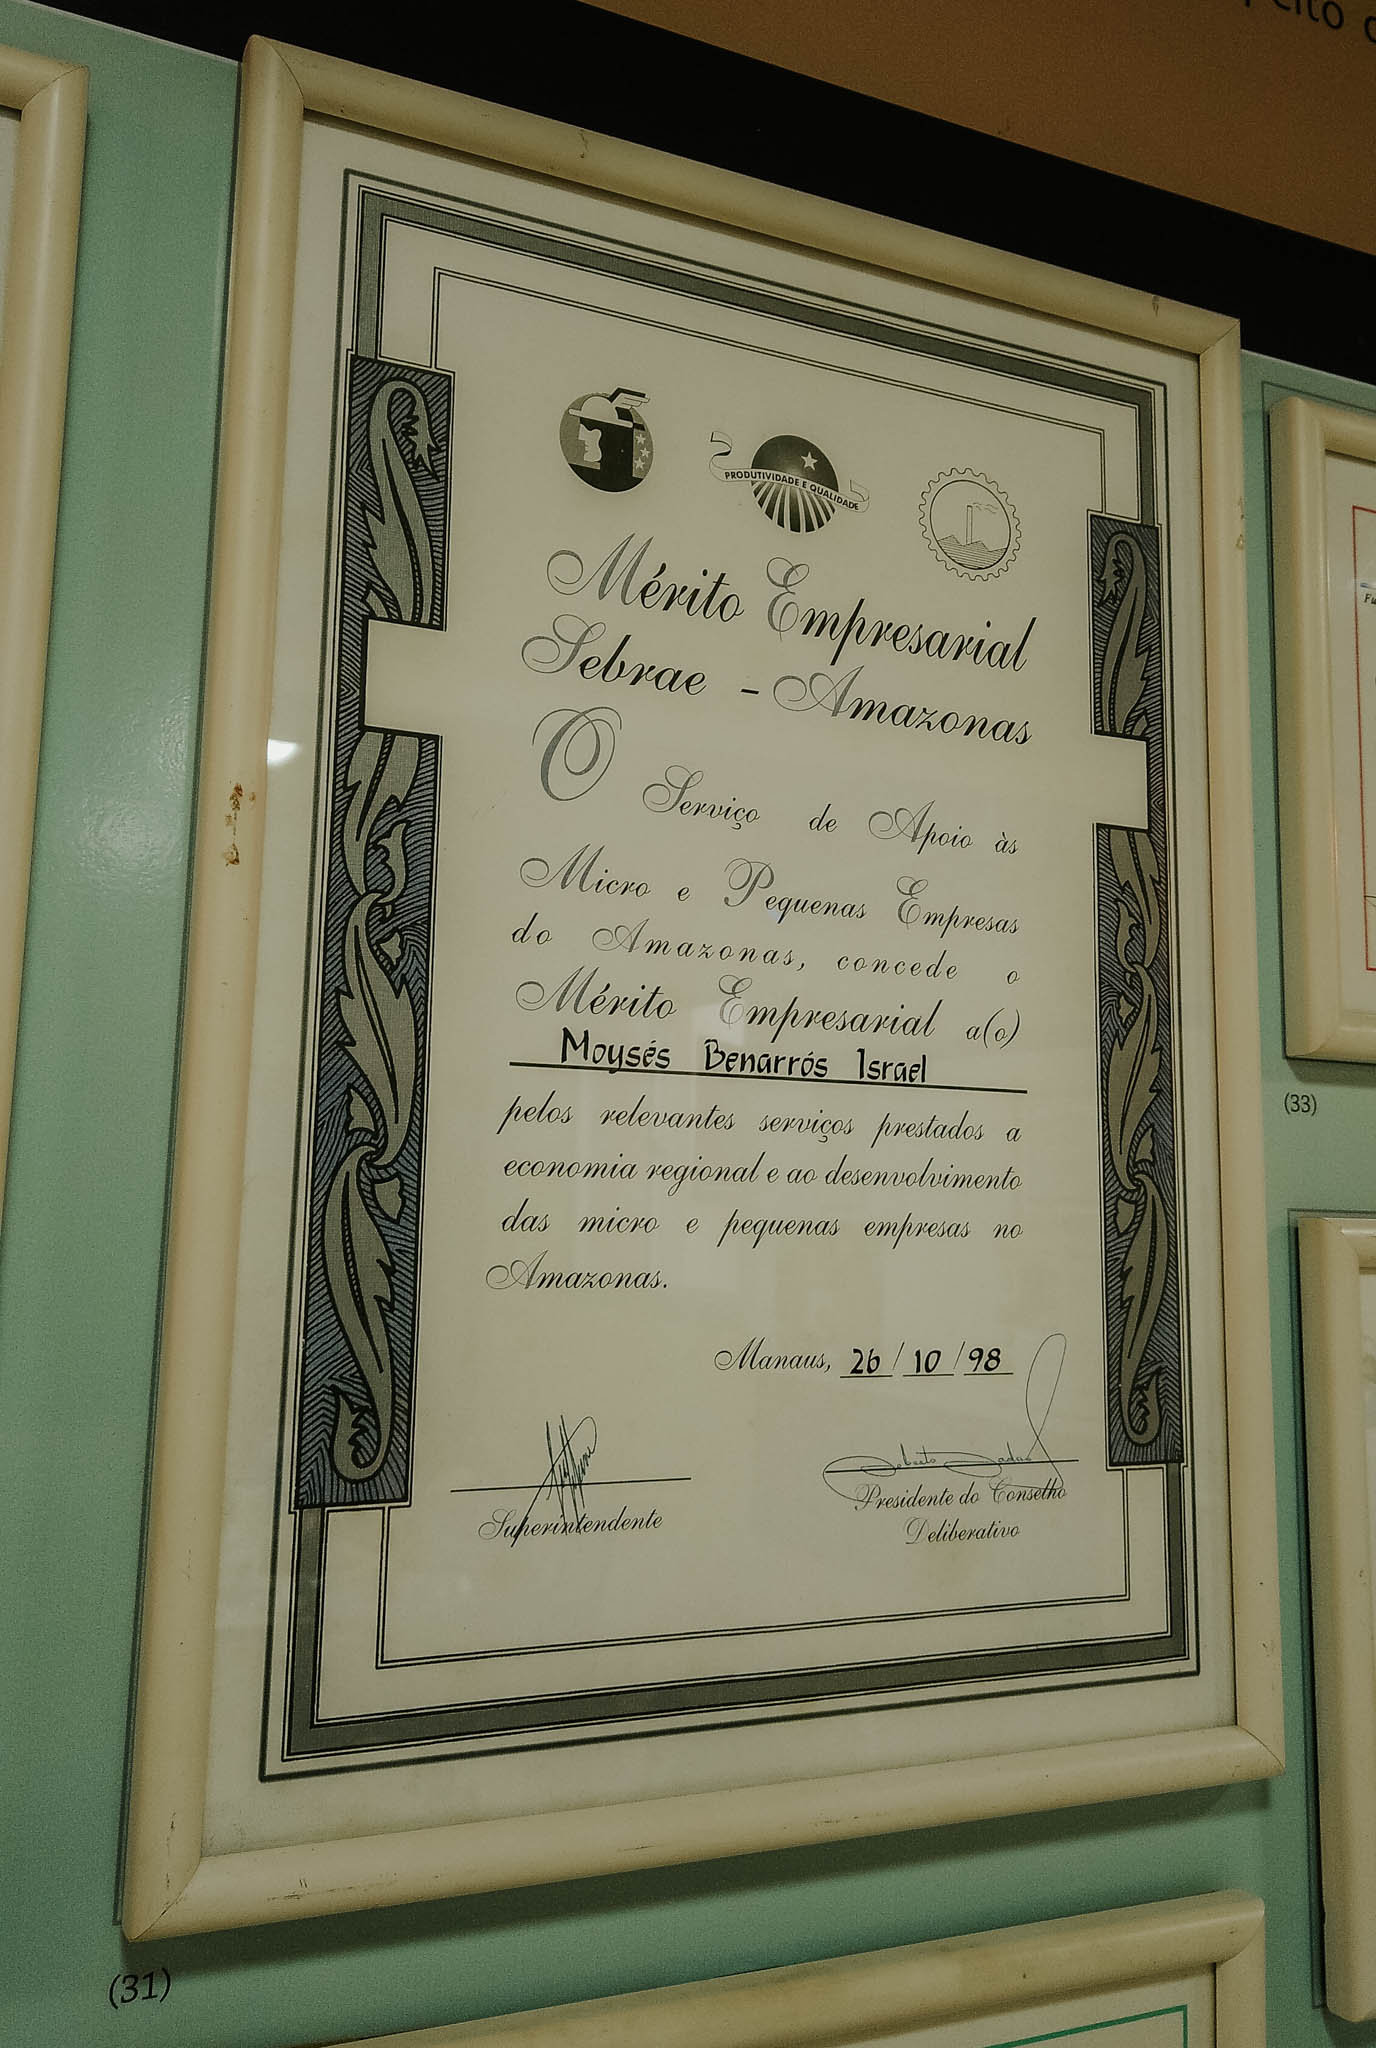 PRODUTIVIDADE E QUALIDADE
Mérito Empresarial
Sebrae - Amazonas
O Serviço de Apoio às
Micro e Pequenas Empresas
do Amazonas, concede o
Mérito Empresarial a(o)
Moysés Benarrós Israel
pelos relevantes serviços prestados a
economia regional e ao desenvolvimento
das micro e pequenas empresas no
Amazonas.
Manaus, 26 / 10 / 98
Superintendente
Presidente do Conselho
Deliberativo
(31)
(33)